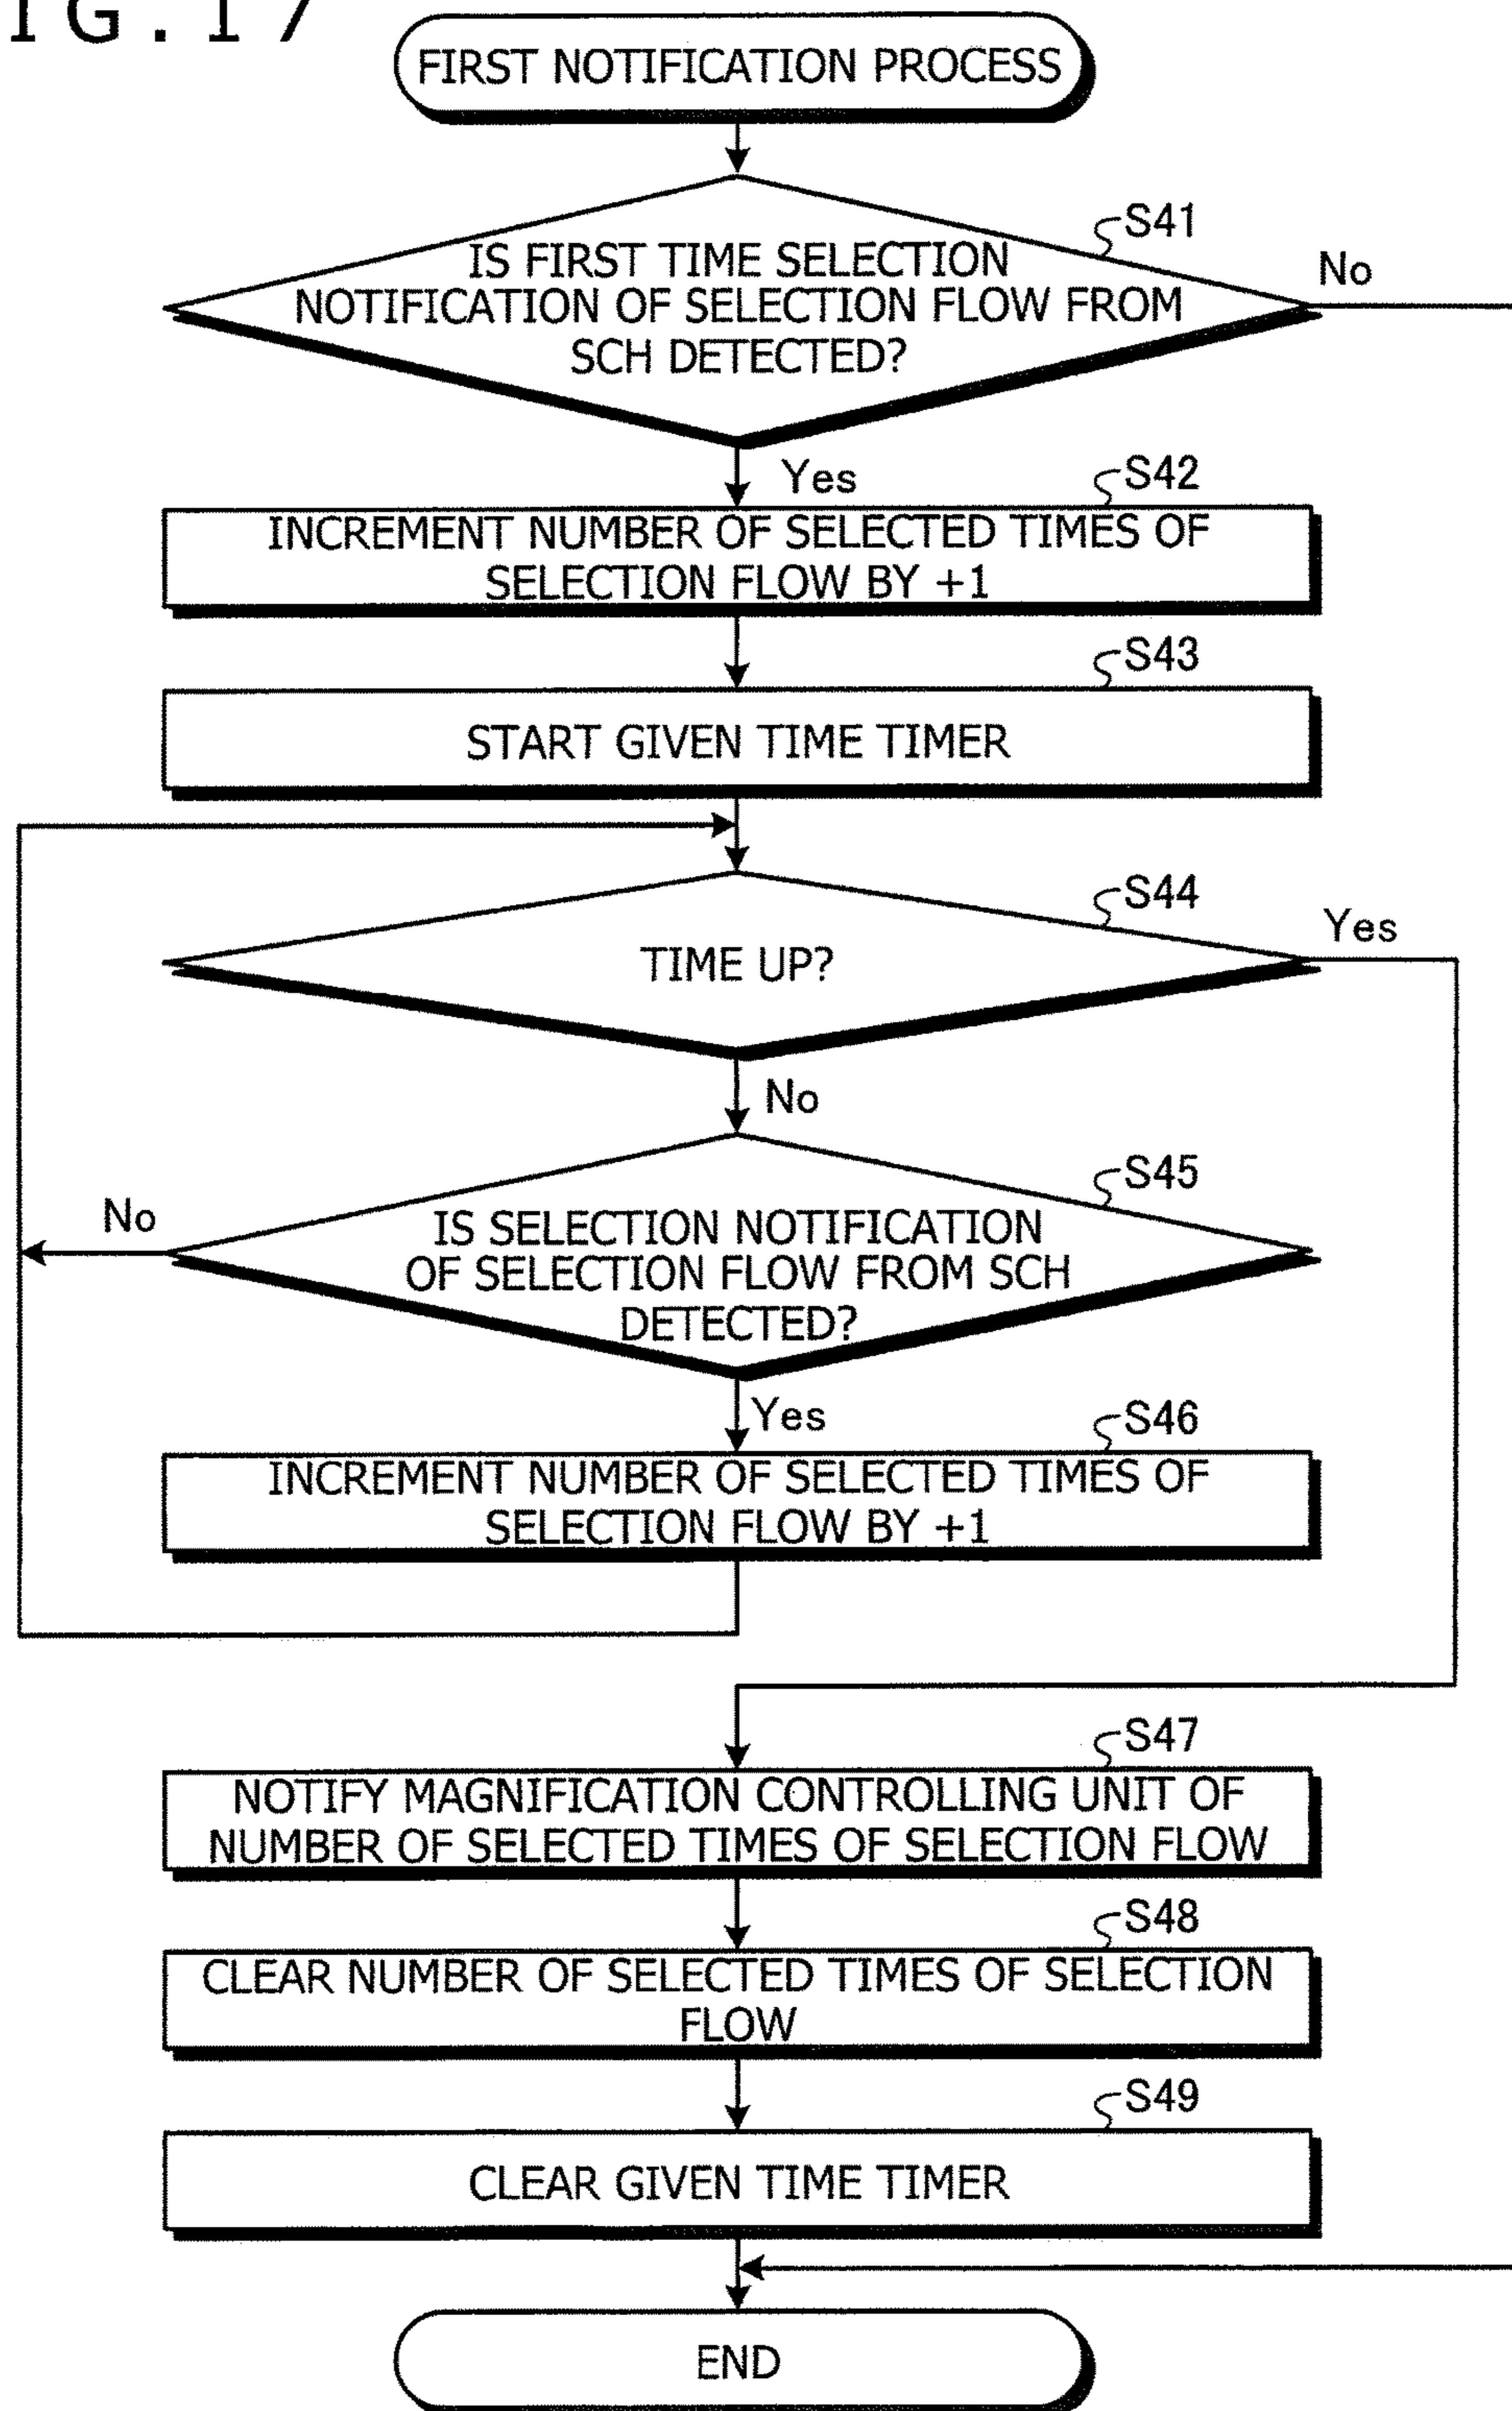 IG.17
FIRST NOTIFICATION PROCESS
S41
IS FIRST TIME SELECTION
NOTIFICATION OF SELECTION FLOW FROM
SCH DETECTED?
No
Yes
S42
INCREMENT NUMBER OF SELECTED TIMES OF
SELECTION FLOW BY +1
S43
START GIVEN TIME TIMER
S44
TIME UP?
Yes
No
S45
IS SELECTION NOTIFICATION
OF SELECTION FLOW FROM SCH
DETECTED?
No
Yes
S46
INCREMENT NUMBER OF SELECTED TIMES OF
SELECTION FLOW BY +1
S47
NOTIFY MAGNIFICATION CONTROLLING UNIT OF
NUMBER OF SELECTED TIMES OF SELECTION FLOW
S48
CLEAR NUMBER OF SELECTED TIMES OF SELECTION
FLOW
S49
CLEAR GIVEN TIME TIMER
END